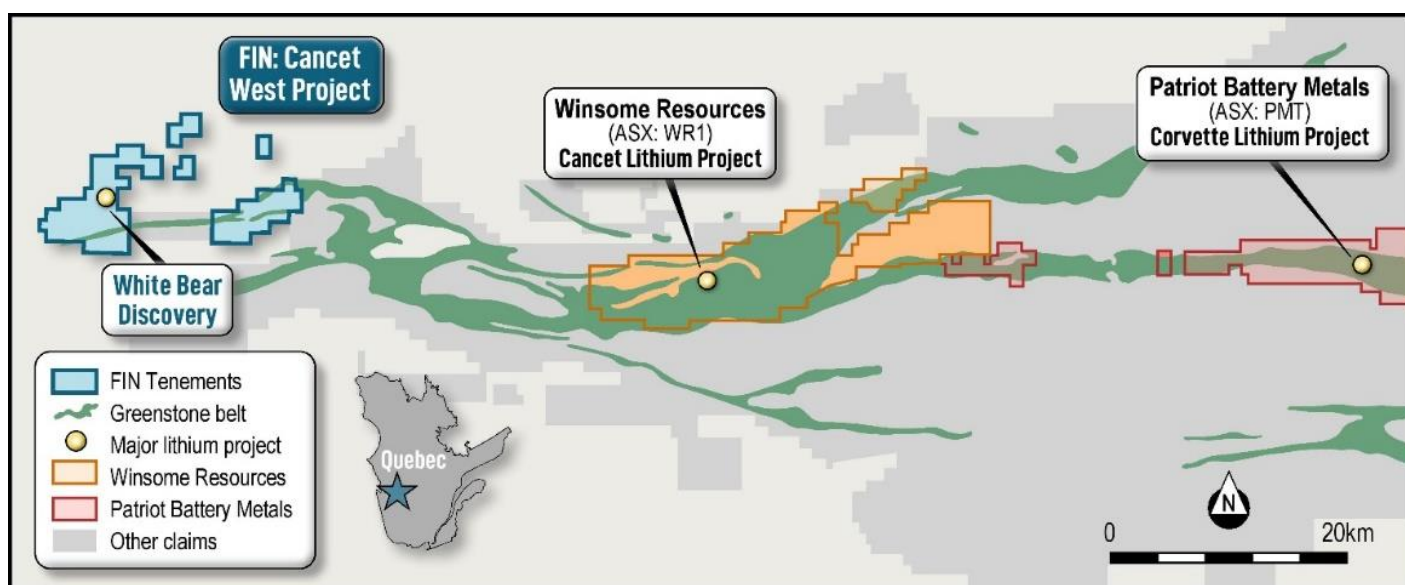 FIN: Cancet
West Project
Winsome Resources
(ASX: WR1)
Cancet Lithium Project
Patriot Battery Metals
(ASX: PMT)
Corvette Lithium Project
White Bear
Discovery
FIN Tenements
Greenstone belt
Major lithium project
Winsome Resources
Patriot Battery Metals
Other claims
Quebec
N
0 20km